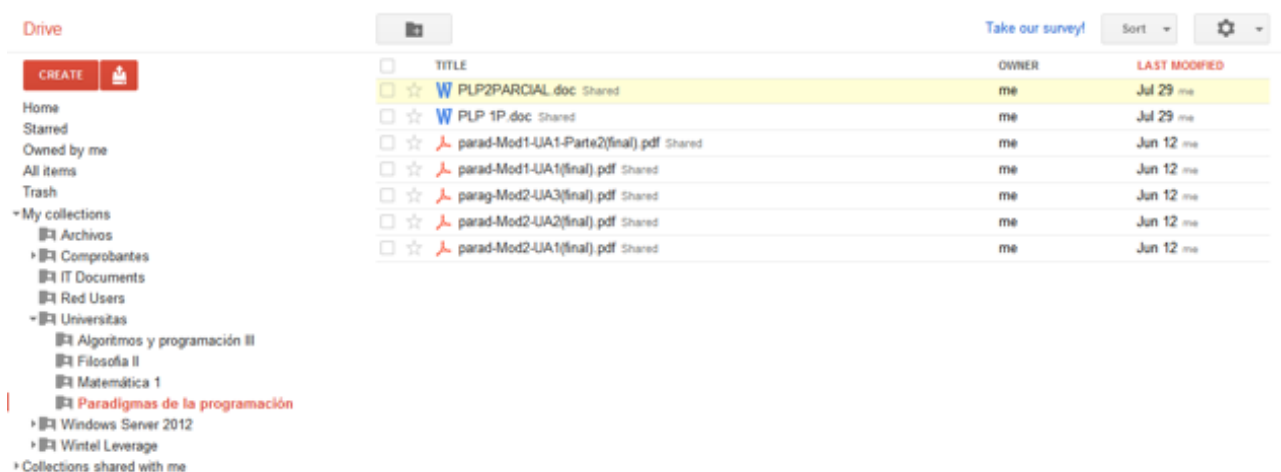 Drive
Take our survey!
Sort
CREATE
TITLE OWNER LAST MODIFIED
PLP2PARCIAL.doc Shared me Jul 29 me
PLP 1P.doc Shared me Jul 29 me
parad-Mod1-UA1-Parte2(final).pdf Shared me Jun 12 me
parad-Mod1-UA1(final).pdf Shared me Jun 12 me
parag-Mod2-UA3(final).pdf Shared me Jun 12 me
parad-Mod2-UA2(final).pdf Shared me Jun 12 me
parad-Mod2-UA1(final).pdf Shared me Jun 12 me
Home
Starred
Owned by me
All items
Trash
My collections
Archivos
Comprobantes
IT Documents
Red Users
Universitas
Algoritmos y programación III
Filosofia II
Matemática 1
Paradigmas de la programación
Windows Server 2012
Wintel Leverage
Collections shared with me